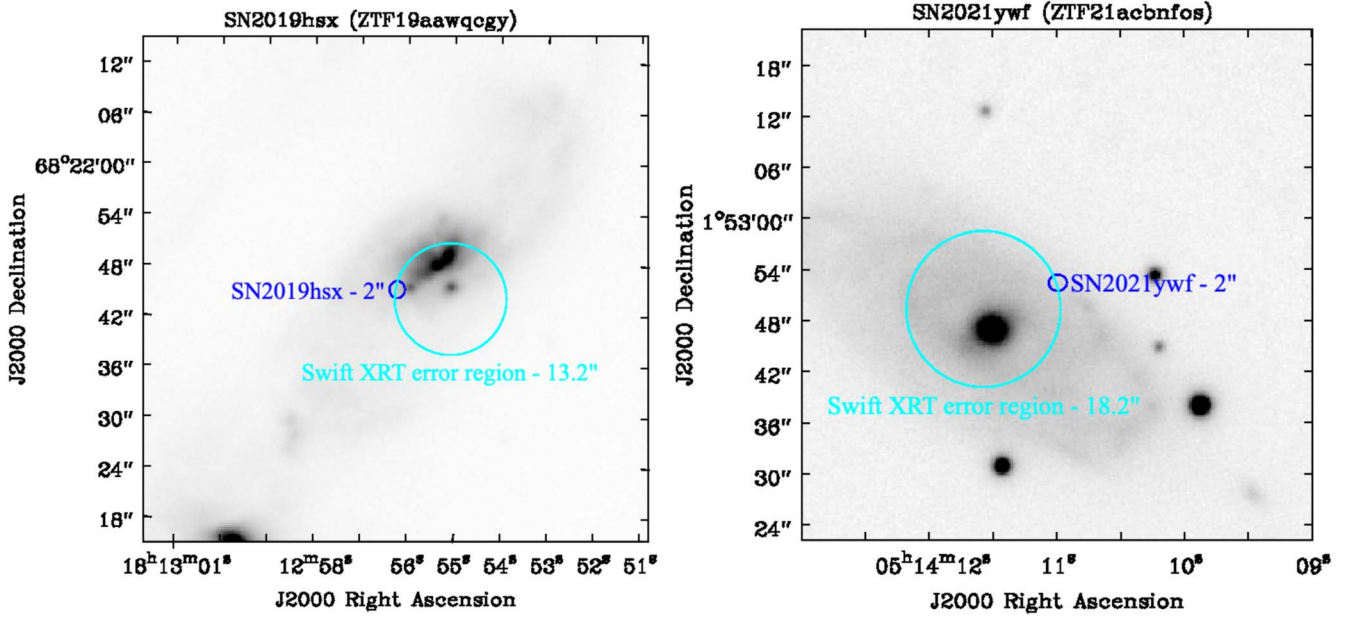 SN2019hsx (ZTF19aawqcgy)
12"
06"
68°22'00"
54"
48"
42"
36"
30"
24"
18"
J2000 Declination
SN2019hsx - 2"
Swift XRT error region - 13.2"
18ʰ13ᵐ01ˢ 12ᵐ58ˢ 56ˢ 55ˢ 54ˢ 53ˢ 52ˢ 51ˢ
J2000 Right Ascension
SN2021ywf (ZTF21acbnfos)
18"
12"
06"
1°53'00"
54"
48"
42"
36"
30"
24"
J2000 Declination
SN2021ywf - 2"
Swift XRT error region - 18.2"
05ʰ14ᵐ12ˢ 11ˢ 10ˢ 09ˢ
J2000 Right Ascension